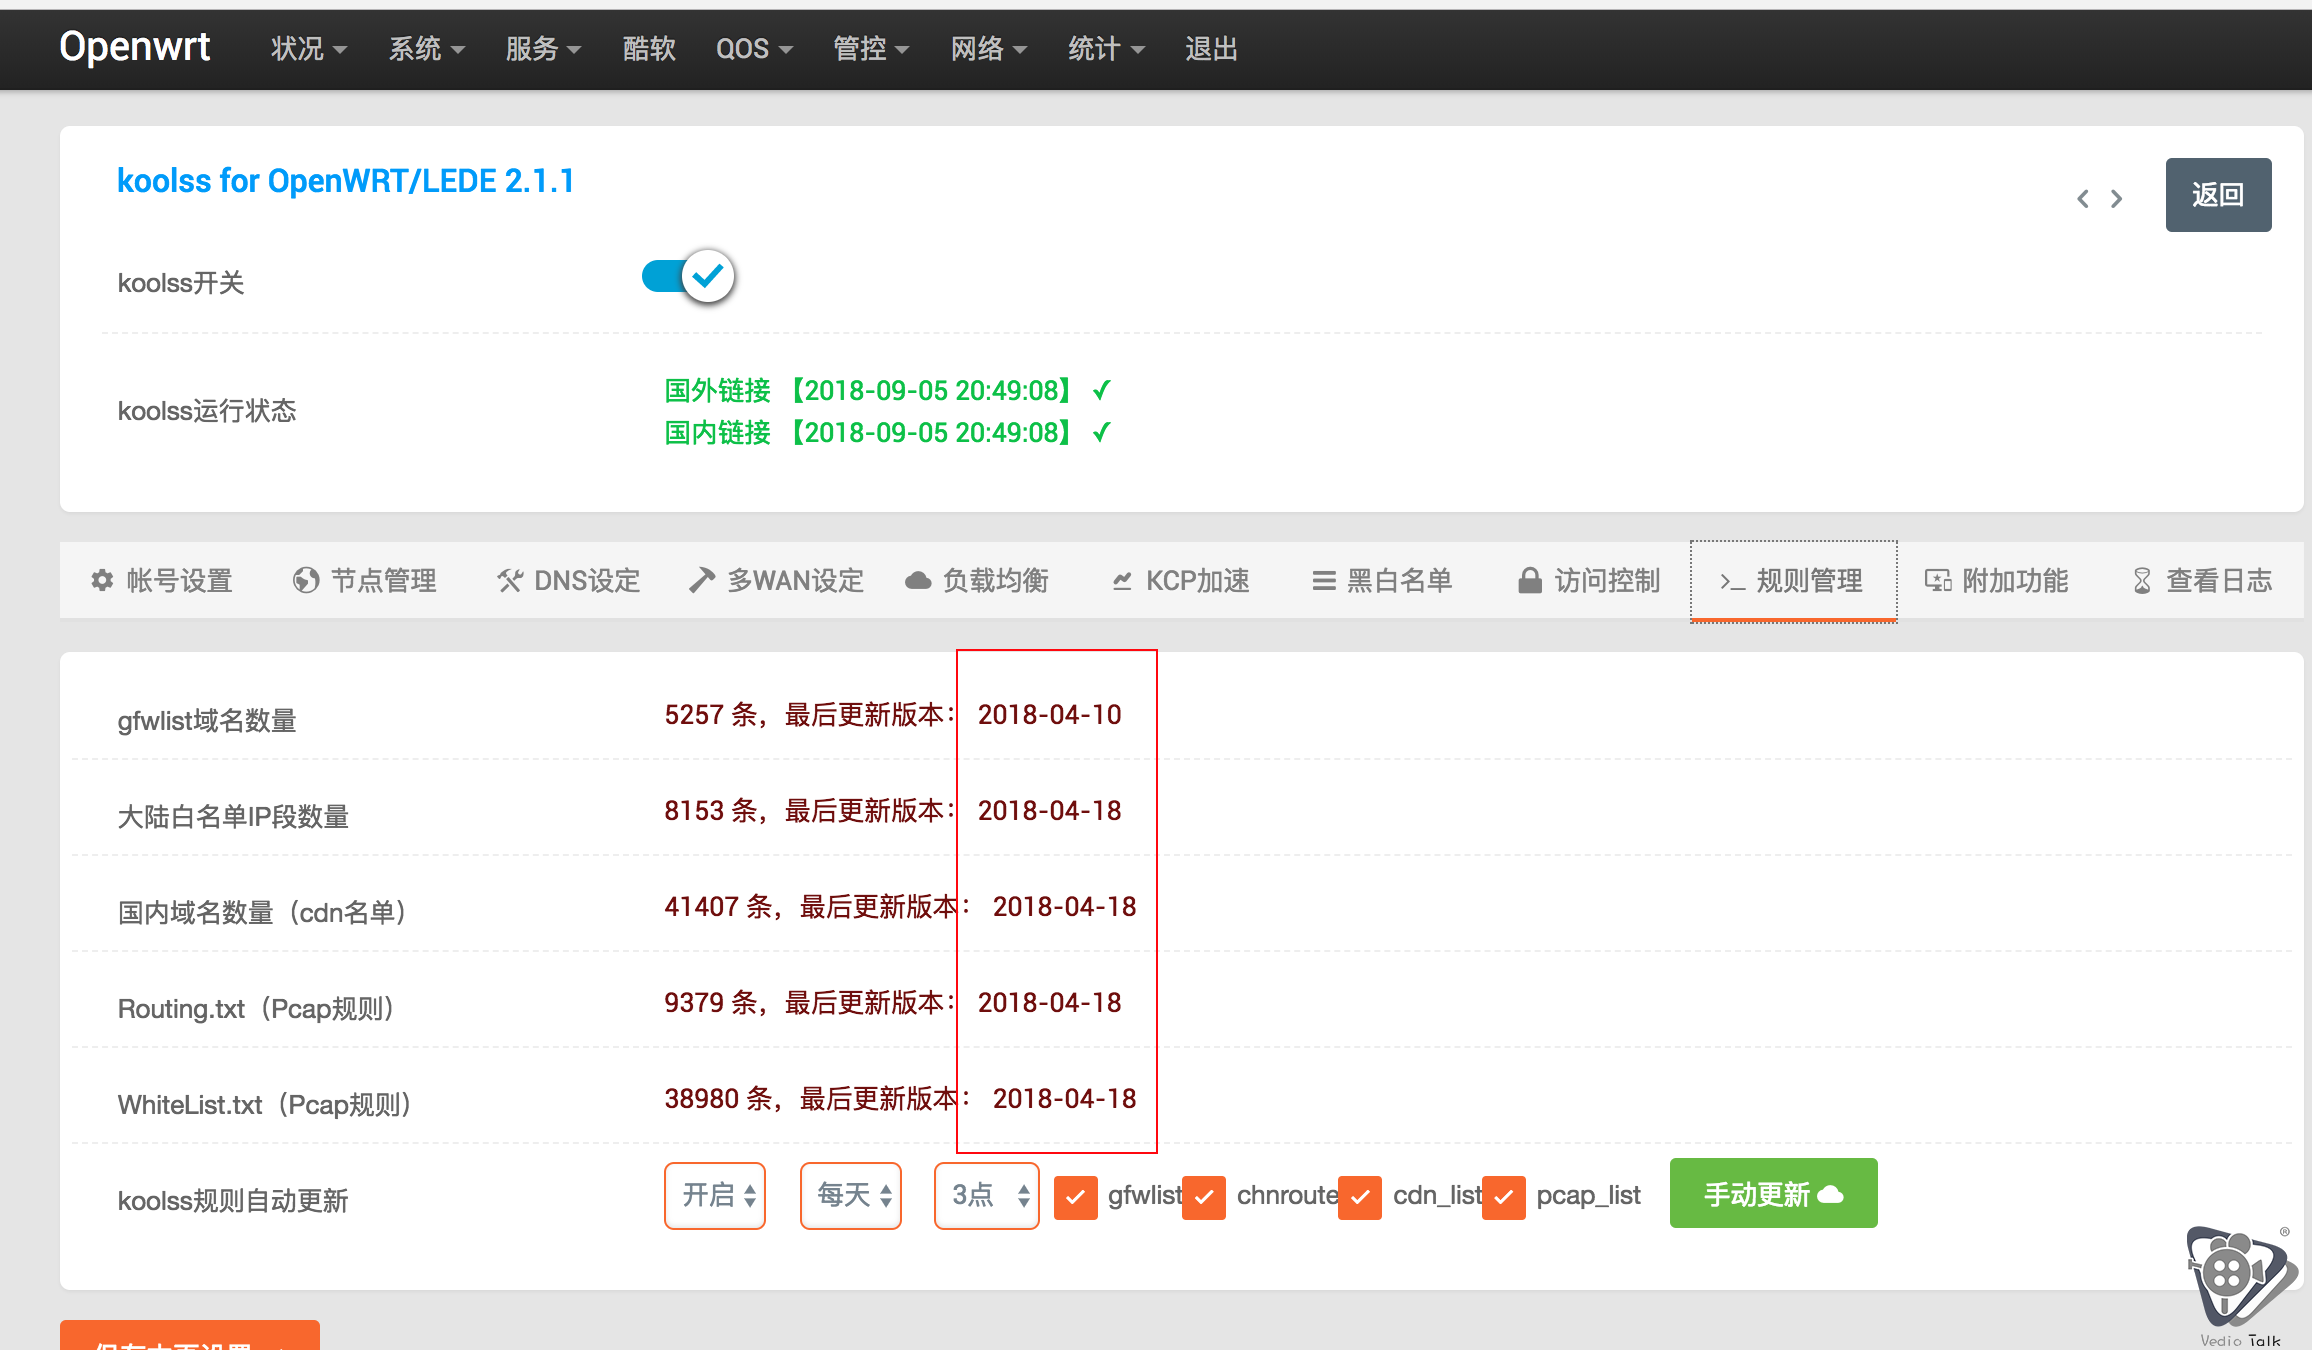 Openwrt 状况 系统 服务 酷软 QOS 管控 网络 统计 退出
koolss for OpenWRT/LEDE 2.1.1
返回
koolss开关
koolss运行状态
国外链接 【2018-09-05 20:49:08】 ✓
国内链接 【2018-09-05 20:49:08】 ✓
帐号设置 节点管理 DNS设定 多WAN设定 负载均衡 KCP加速 黑白名单 访问控制 规则管理 附加功能 查看日志
gfwlist域名数量 5257 条，最后更新版本： 2018-04-10
大陆白名单IP段数量 8153 条，最后更新版本： 2018-04-18
国内域名数量（cdn名单） 41407 条，最后更新版本： 2018-04-18
Routing.txt（Pcap规则） 9379 条，最后更新版本： 2018-04-18
WhiteList.txt（Pcap规则） 38980 条，最后更新版本： 2018-04-18
koolss规则自动更新 开启 每天 3点 gfwlist chnroute cdn_list pcap_list 手动更新
®
Vedio Talk